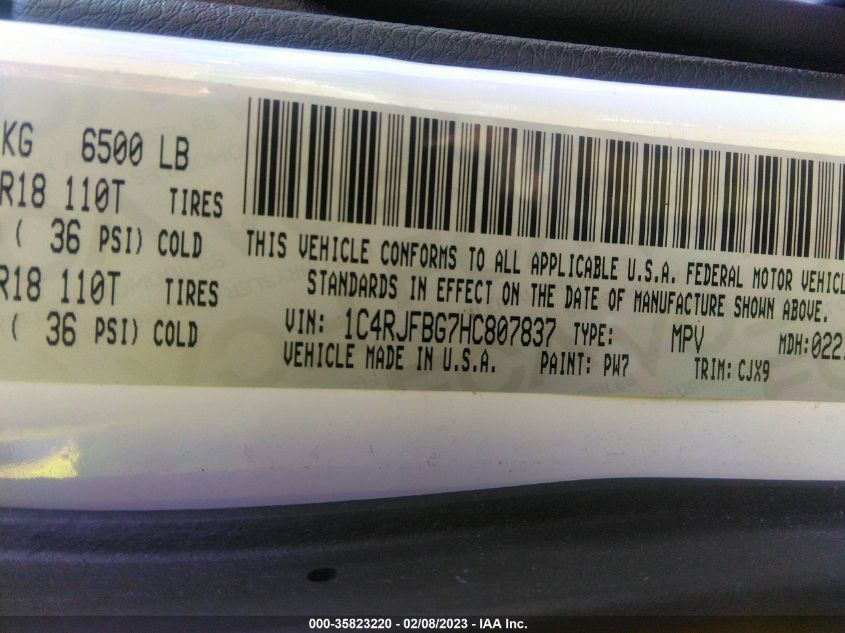 KG 6500 LB
R18 110T TIRES
( 36 PSI) COLD
R18 110T TIRES
( 36 PSI) COLD
THIS VEHICLE CONFORMS TO ALL APPLICABLE U.S.A. FEDERAL MOTOR VEHICL
STANDARDS IN EFFECT ON THE DATE OF MANUFACTURE SHOWN ABOVE.
VIN: 1C4RJFBG7HC807837 TYPE: MPV MDH:022
VEHICLE MADE IN U.S.A. PAINT: PW7 TRIM: CJX9
000-35823220 - 02/08/2023 - © IAA Inc.